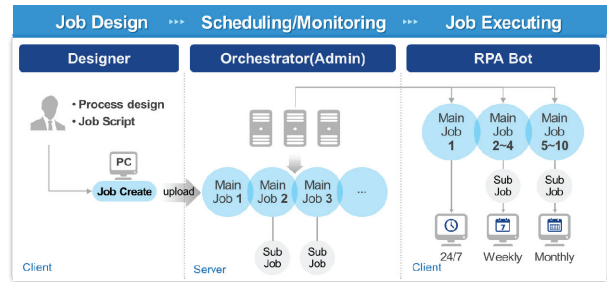 Job Design
Scheduling/Monitoring
Job Executing
Designer
• Process design
• Job Script
PC
Job Create
upload
Client
Orchestrator(Admin)
Main
Job 1
Main
Job 2
Main
Job 3
...
Sub
Job
Sub
Job
Server
RPA Bot
Main
Job
1
Main
Job
2~4
Main
Job
5~10
Sub
Job
Sub
Job
7
24/7
Weekly
Monthly
Client